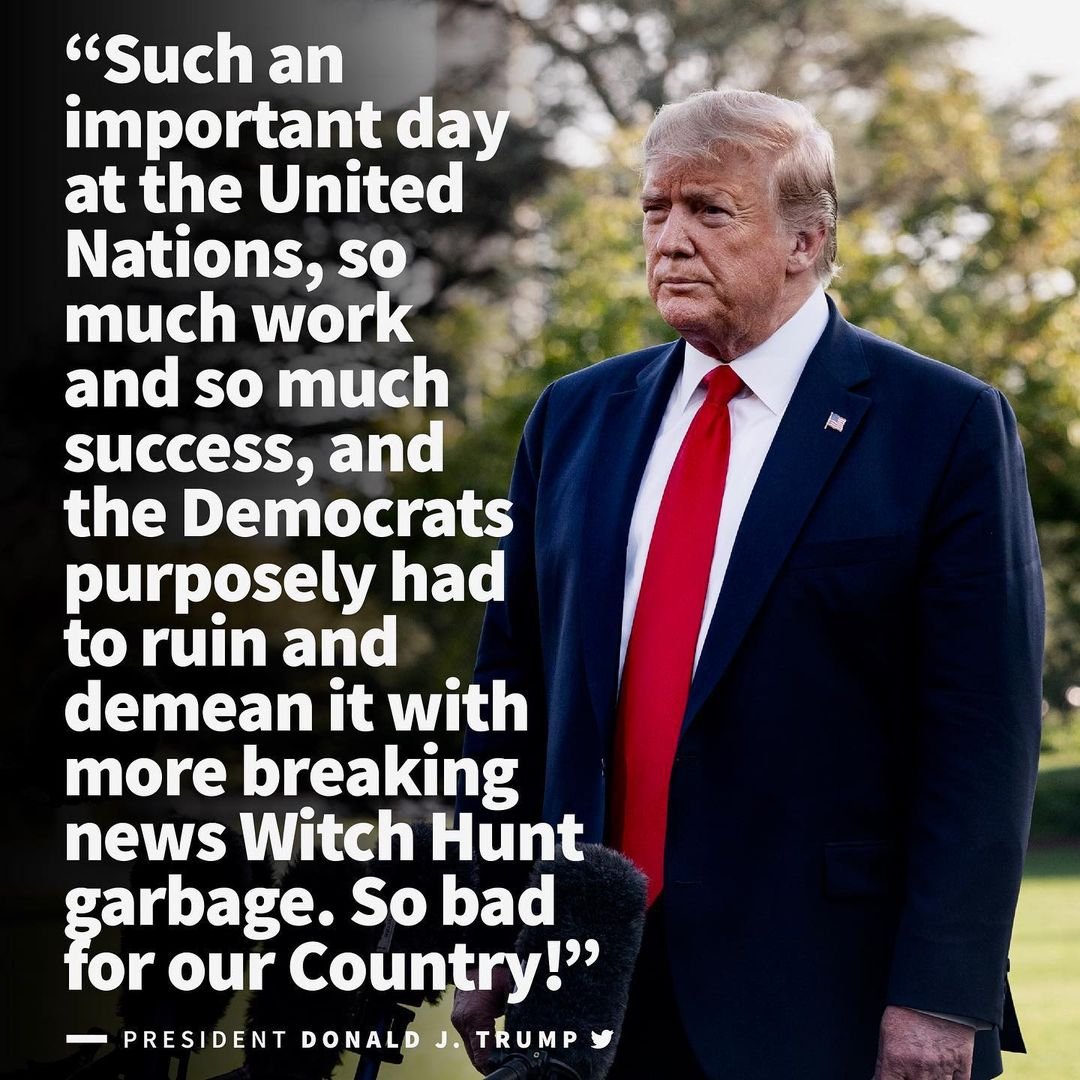 “Such an
important day
at the United
Nations, so
much work
and so much
success, and
the Democrats
purposely had
to ruin and
demean it with
more breaking
news Witch Hunt
garbage. So bad
for our Country!”
PRESIDENT DONALD J. TRUMP